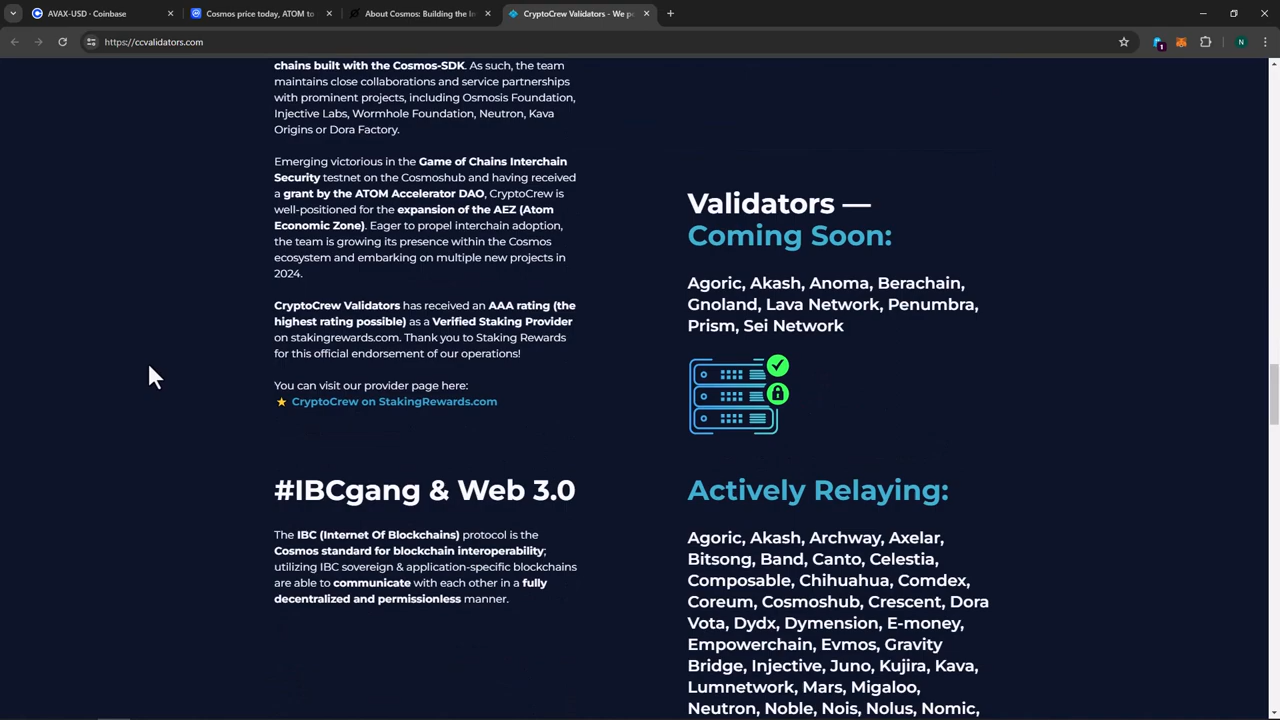 AVAX-USD - Coinbase
Cosmos price today, ATOM to
About Cosmos: Building the In
CryptoCrew Validators - We pe
https://ccvalidators.com
1
N
chains built with the Cosmos-SDK. As such, the team
maintains close collaborations and service partnerships
with prominent projects, including Osmosis Foundation,
Injective Labs, Wormhole Foundation, Neutron, Kava
Origins or Dora Factory.
Emerging victorious in the Game of Chains Interchain
Security testnet on the Cosmoshub and having received
a grant by the ATOM Accelerator DAO, CryptoCrew is
well-positioned for the expansion of the AEZ (Atom
Economic Zone). Eager to propel interchain adoption,
the team is growing its presence within the Cosmos
ecosystem and embarking on multiple new projects in
2024.
CryptoCrew Validators has received an AAA rating (the
highest rating possible) as a Verified Staking Provider
on stakingrewards.com. Thank you to Staking Rewards
for this official endorsement of our operations!
You can visit our provider page here:
CryptoCrew on StakingRewards.com
#IBCgang & Web 3.0
The IBC (Internet Of Blockchains) protocol is the
Cosmos standard for blockchain interoperability;
utilizing IBC sovereign & application-specific blockchains
are able to communicate with each other in a fully
decentralized and permissionless manner.
Validators —
Coming Soon:
Agoric, Akash, Anoma, Berachain,
Gnoland, Lava Network, Penumbra,
Prism, Sei Network
Actively Relaying:
Agoric, Akash, Archway, Axelar,
Bitsong, Band, Canto, Celestia,
Composable, Chihuahua, Comdex,
Coreum, Cosmoshub, Crescent, Dora
Vota, Dydx, Dymension, E-money,
Empowerchain, Evmos, Gravity
Bridge, Injective, Juno, Kujira, Kava,
Lumnetwork, Mars, Migaloo,
Neutron, Noble, Nois, Nolus, Nomic,